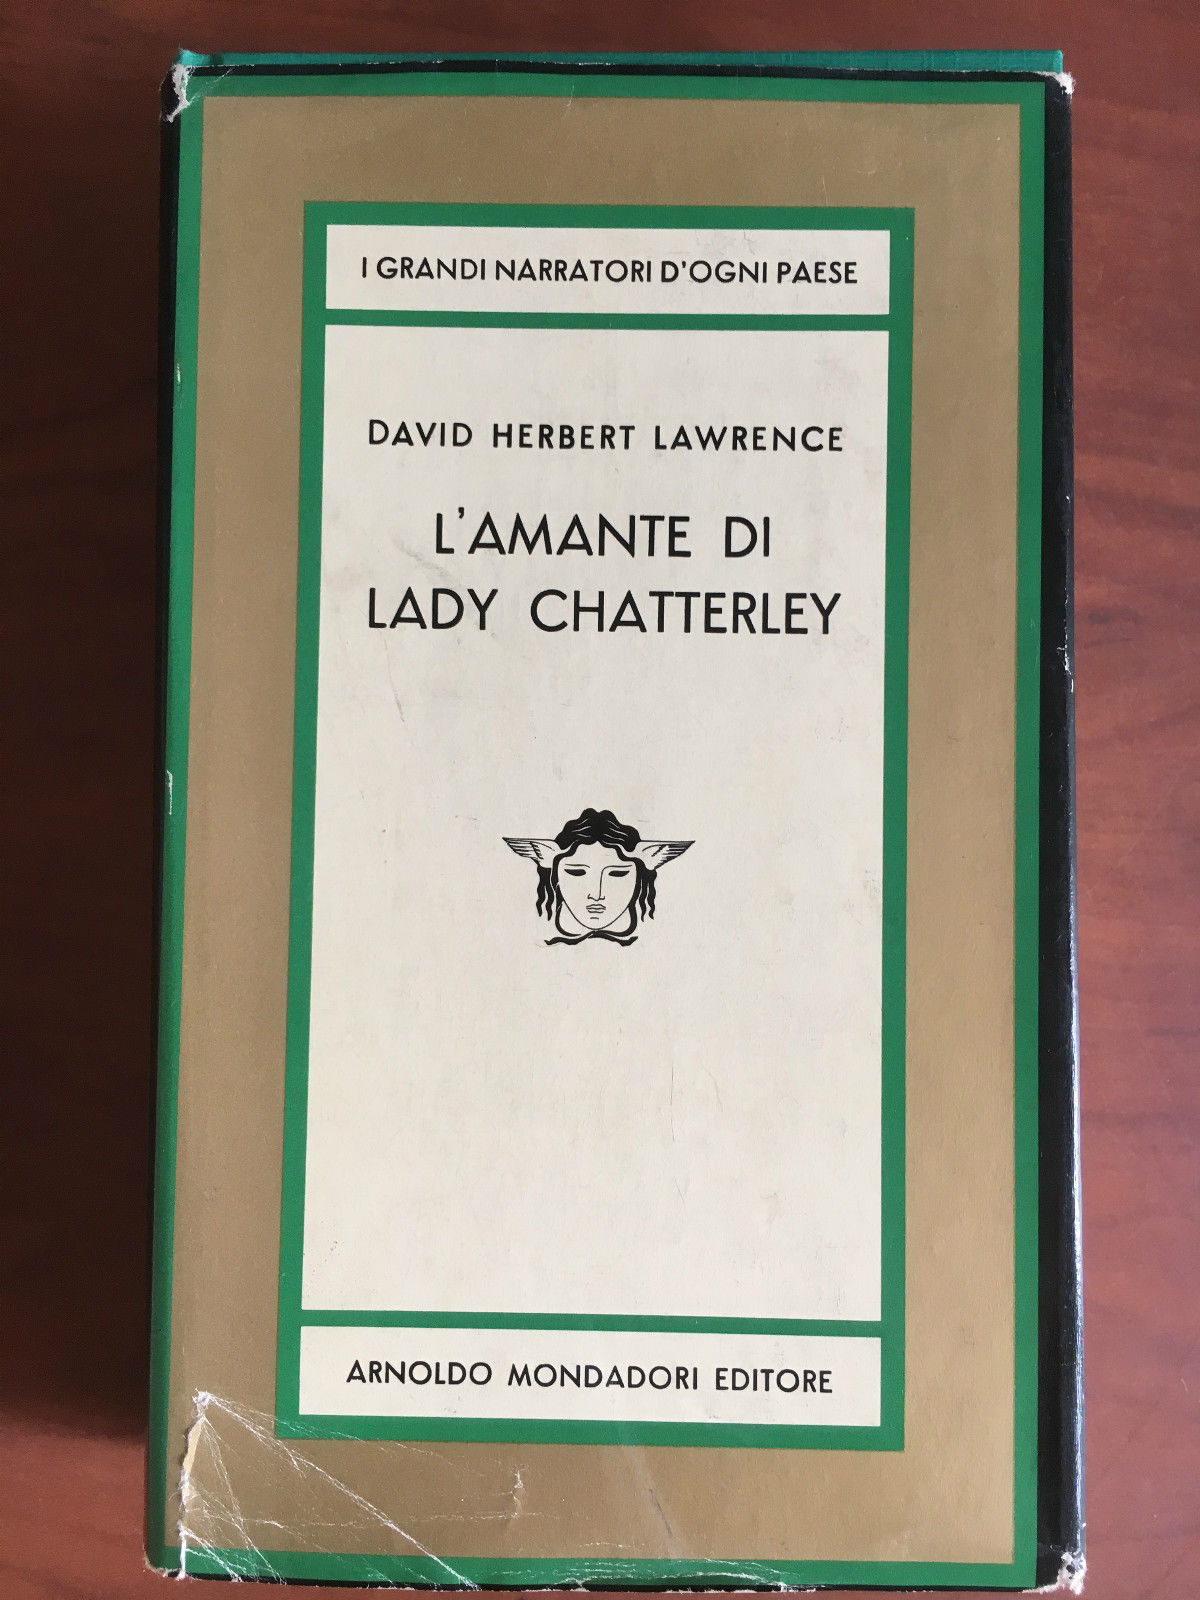 I GRANDI NARRATORI D'OGNI PAESE
DAVID HERBERT LAWRENCE
L'AMANTE DI
LADY CHATTERLEY
ARNOLDO MONDADORI EDITORE